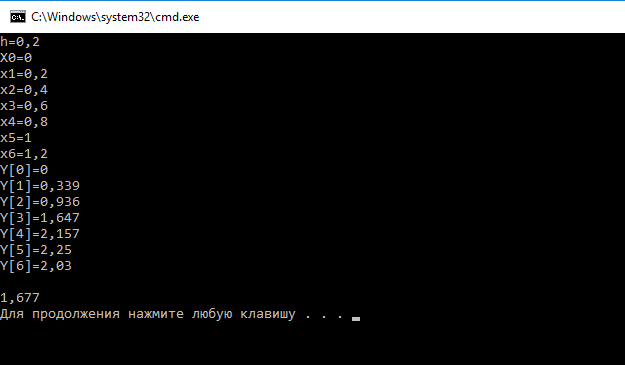 C:\Windows\system32\cmd.exe
h=0,2
X0=0
x1=0,2
x2=0,4
x3=0,6
x4=0,8
x5=1
x6=1,2
Y[0]=0
Y[1]=0,339
Y[2]=0,936
Y[3]=1,647
Y[4]=2,157
Y[5]=2,25
Y[6]=2,03
1,677
Для продолжения нажмите любую клавишу . . .